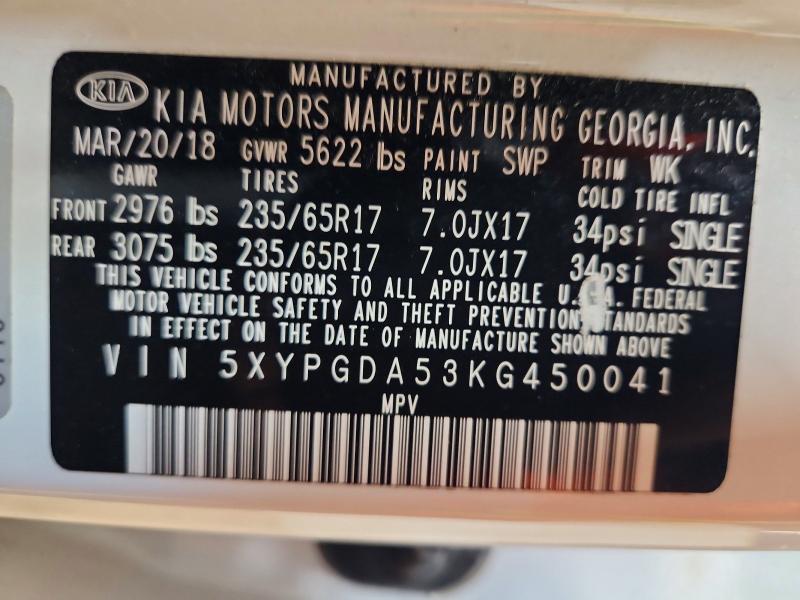 MANUFACTURED BY
KIA KIA MOTORS MANUFACTURING GEORGIA, INC.
MAR/20/18 GVWR 5622 lbs PAINT SWP TRIM WK
GAWR TIRES RIMS COLD TIRE INFL
FRONT 2976 lbs 235/65R17 7.0JX17 34psi SINGLE
REAR 3075 lbs 235/65R17 7.0JX17 34psi SINGLE
THIS VEHICLE CONFORMS TO ALL APPLICABLE U.S.A. FEDERAL
MOTOR VEHICLE SAFETY AND THEFT PREVENTION STANDARDS
IN EFFECT ON THE DATE OF MANUFACTURE SHOWN ABOVE
VIN 5XYPGDA53KG450041
MPV